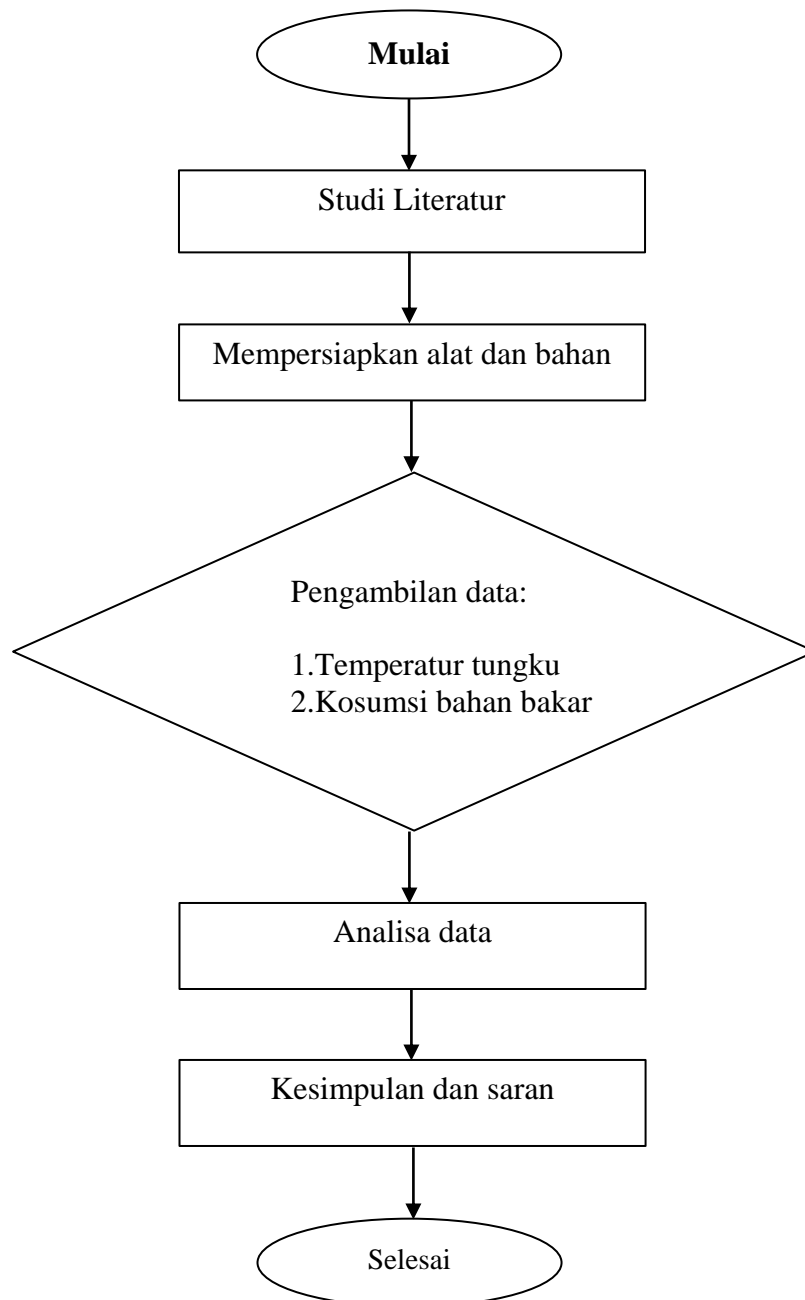 Mulai
Studi Literatur
Mempersiapkan alat dan bahan
Pengambilan data:
1.Temperatur tungku
2.Kosumsi bahan bakar
Analisa data
Kesimpulan dan saran
Selesai